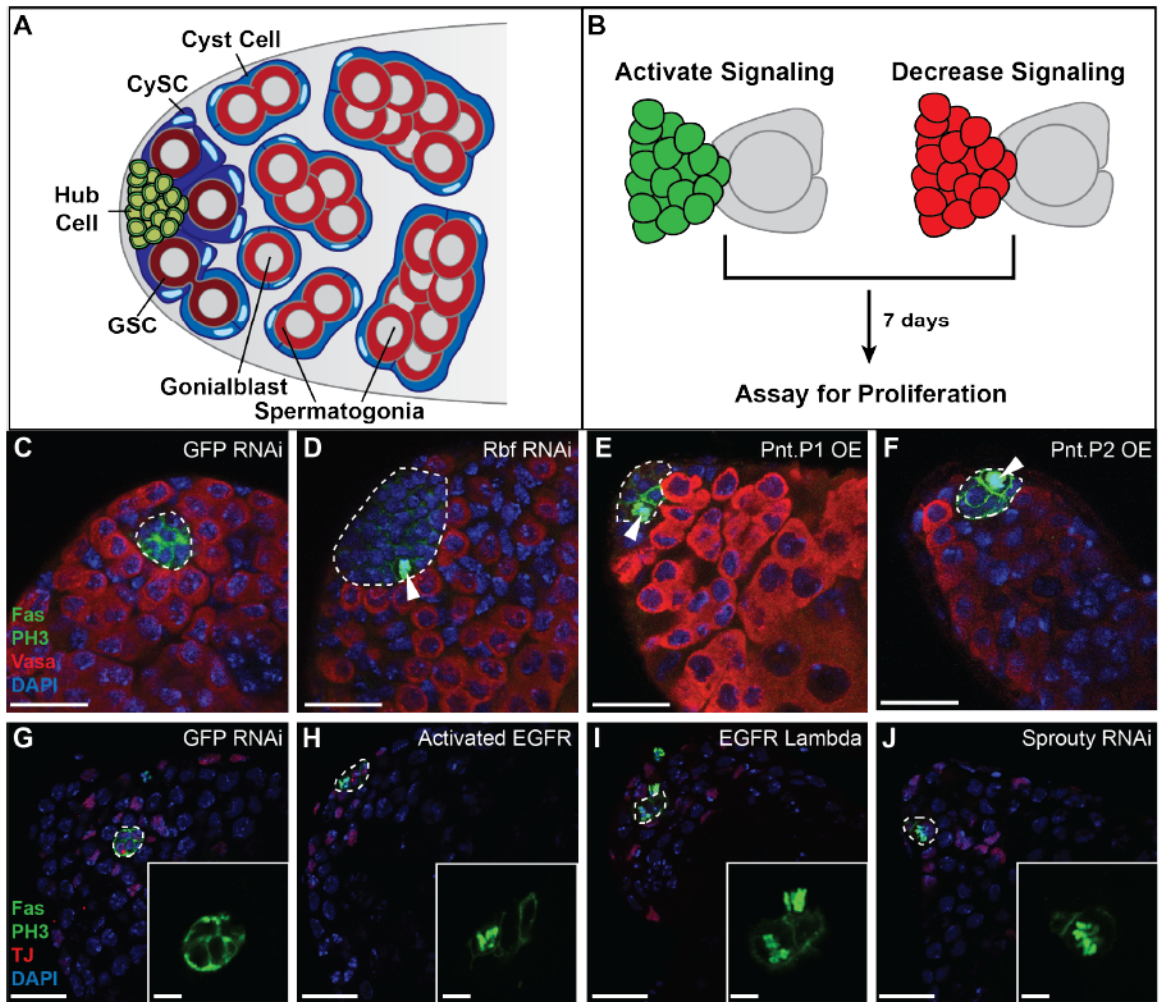 A
Cyst Cell
CySC
Hub
Cell
GSC
Gonialblast
Spermatogonia
B
Activate Signaling
Decrease Signaling
7 days
Assay for Proliferation
C
GFP RNAi
Fas
PH3
Vasa
DAPI
D
Rbf RNAi
E
Pnt.P1 OE
F
Pnt.P2 OE
G
GFP RNAi
Fas
PH3
TJ
DAPI
H
Activated EGFR
I
EGFR Lambda
J
Sprouty RNAi